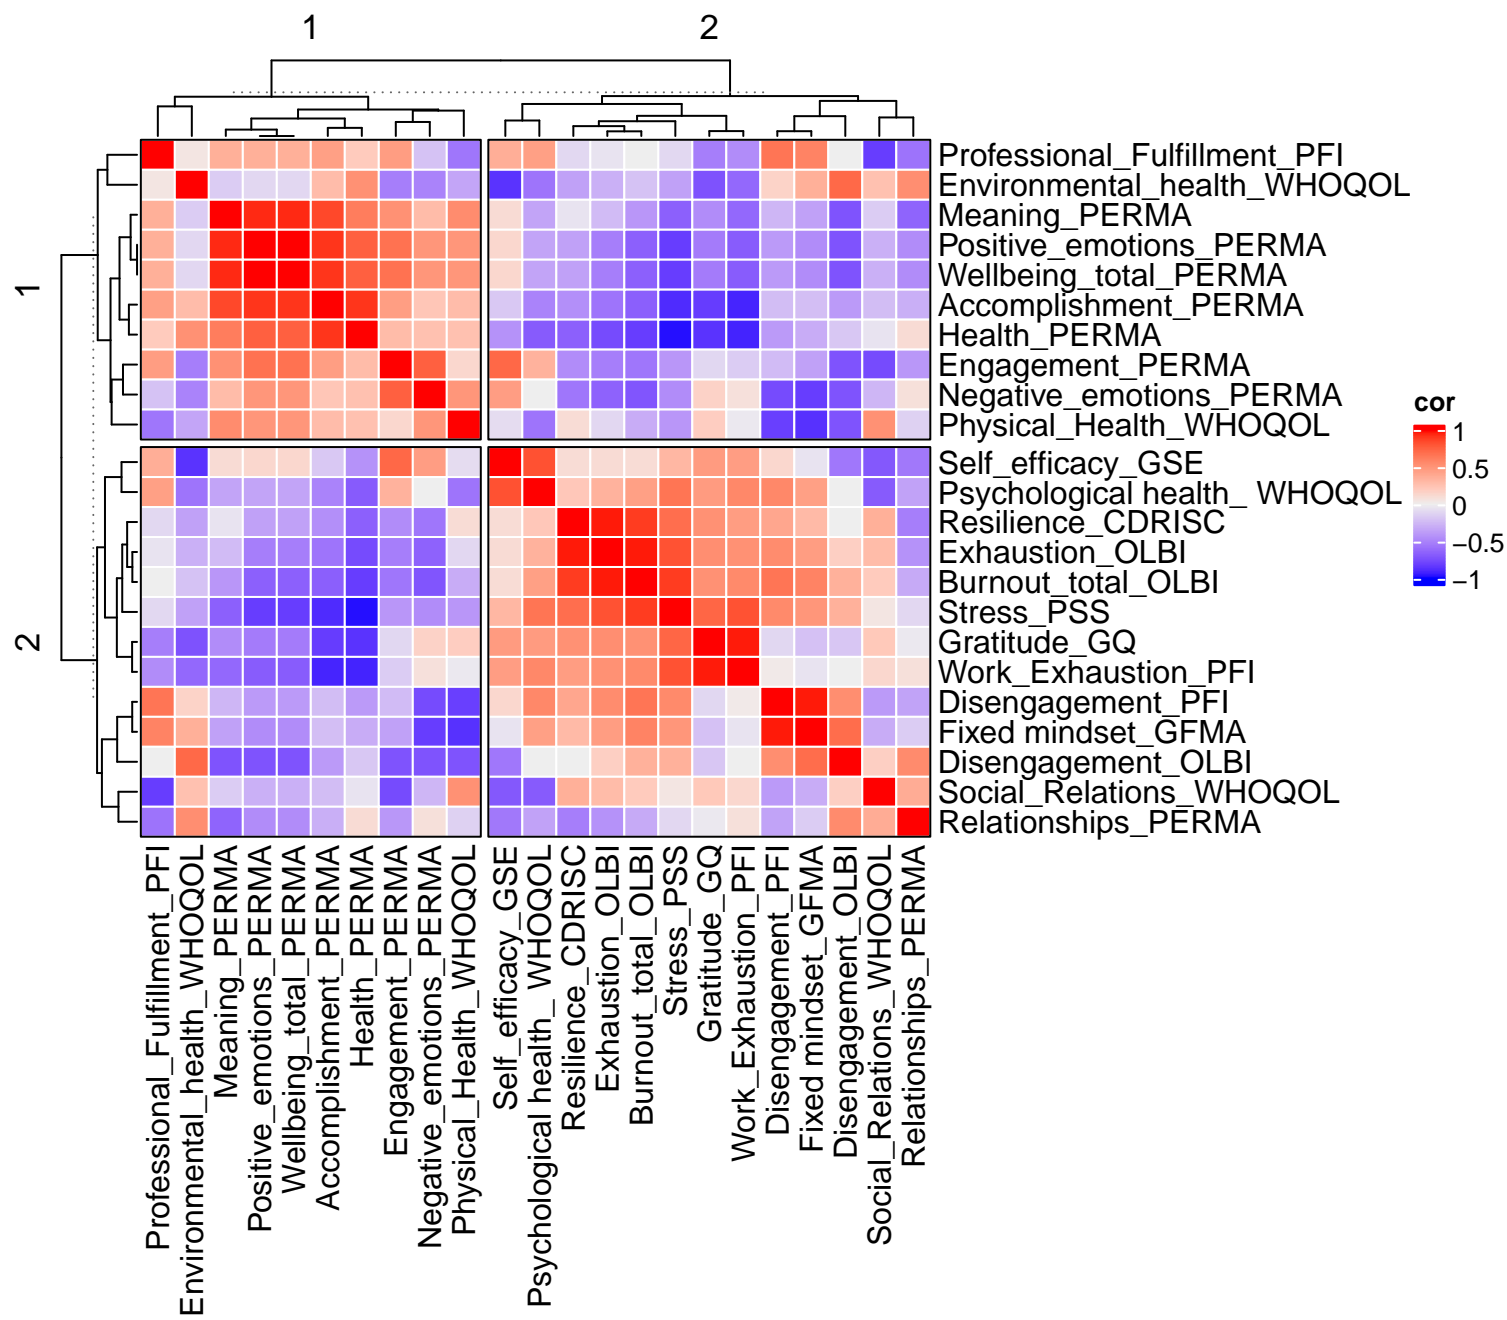 1
2
1
2
Professional_Fulfillment_PFI
Environmental_health_WHOQOL
Meaning_PERMA
Positive_emotions_PERMA
Wellbeing_total_PERMA
Accomplishment_PERMA
Health_PERMA
Engagement_PERMA
Negative_emotions_PERMA
Physical_Health_WHOQOL
Self_efficacy_GSE
Psychological health_ WHOQOL
Resilience_CDRISC
Exhaustion_OLBI
Burnout_total_OLBI
Stress_PSS
Gratitude_GQ
Work_Exhaustion_PFI
Disengagement_PFI
Fixed mindset_GFMA
Disengagement_OLBI
Social_Relations_WHOQOL
Relationships_PERMA
cor
1
0.5
0
−0.5
−1
Professional_Fulfillment_PFI
Environmental_health_WHOQOL
Meaning_PERMA
Positive_emotions_PERMA
Wellbeing_total_PERMA
Accomplishment_PERMA
Health_PERMA
Engagement_PERMA
Negative_emotions_PERMA
Physical_Health_WHOQOL
Self_efficacy_GSE
Psychological health_ WHOQOL
Resilience_CDRISC
Exhaustion_OLBI
Burnout_total_OLBI
Stress_PSS
Gratitude_GQ
Work_Exhaustion_PFI
Disengagement_PFI
Fixed mindset_GFMA
Disengagement_OLBI
Social_Relations_WHOQOL
Relationships_PERMA